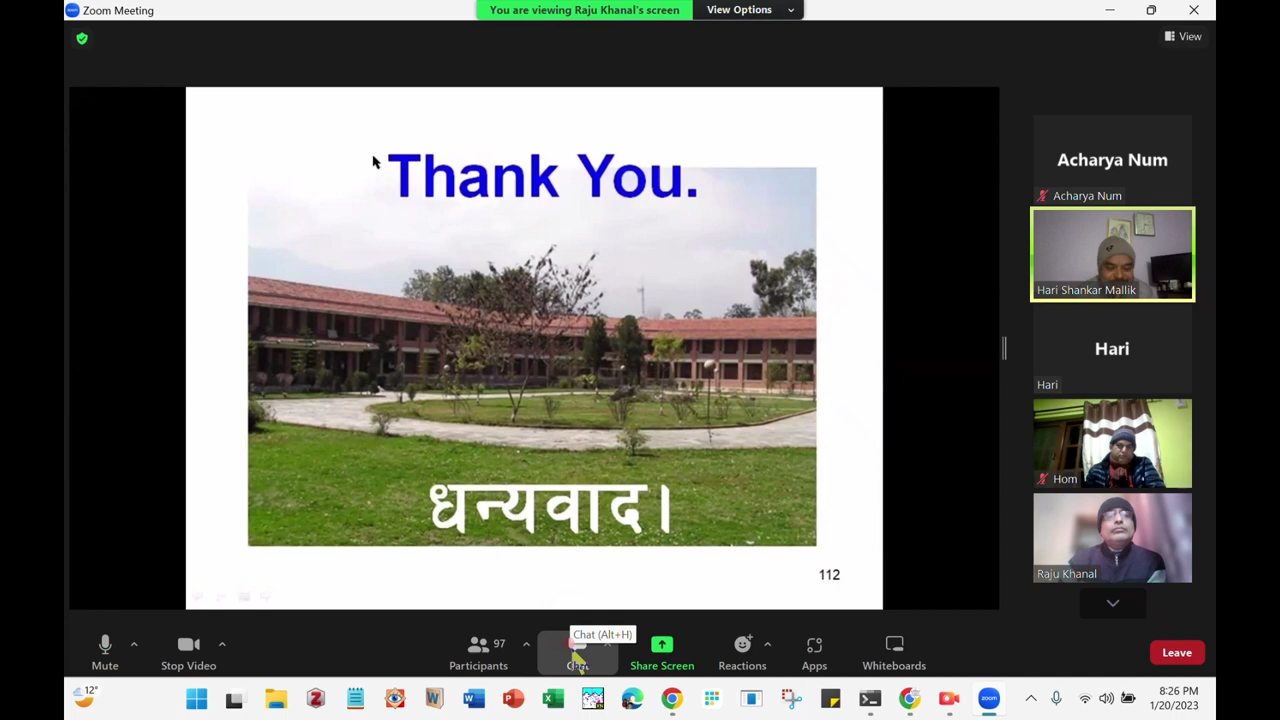 Zoom Meeting
You are viewing Raju Khanal's screen
View Options
View
Thank You.
धन्यवाद।
112
Acharya Num
Acharya Num
Hari Shankar Mallik
Hari
Hari
Hom
Raju Khanal
Chat (Alt+H)
Mute
Stop Video
Participants
97
Chat
Share Screen
Reactions
Apps
Whiteboards
Leave
12°
8:26 PM
1/20/2023